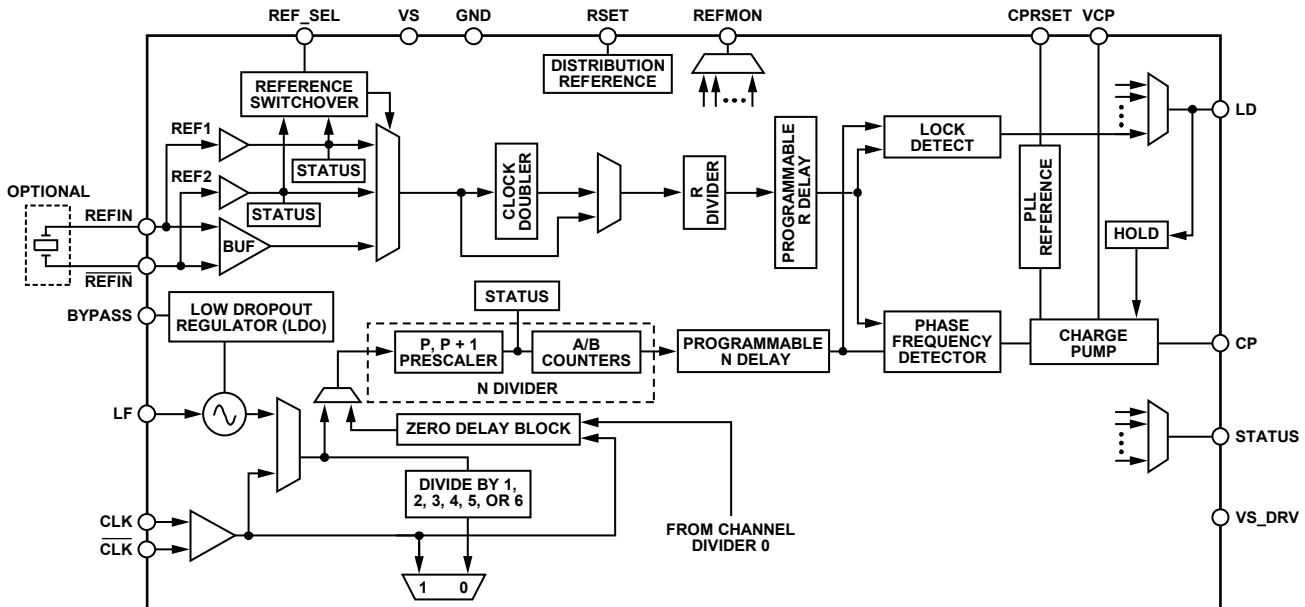 REF_SEL
VS
GND
RSET
REFMON
CPRSET
VCP
DISTRIBUTION
REFERENCE
REFERENCE
SWITCHOVER
REF1
STATUS
REF2
STATUS
OPTIONAL
REFIN
BUF
REFIN
CLOCK
DOUBLER
R
DIVIDER
PROGRAMMABLE
R DELAY
LOCK
DETECT
PLL
REFERENCE
LD
HOLD
BYPASS
LOW DROPOUT
REGULATOR (LDO)
STATUS
P, P + 1
PRESCALER
A/B
COUNTERS
N DIVIDER
PROGRAMMABLE
N DELAY
PHASE
FREQUENCY
DETECTOR
CHARGE
PUMP
CP
LF
ZERO DELAY BLOCK
STATUS
DIVIDE BY 1,
2, 3, 4, 5, OR 6
CLK
CLK
FROM CHANNEL
DIVIDER 0
VS_DRV
1 0